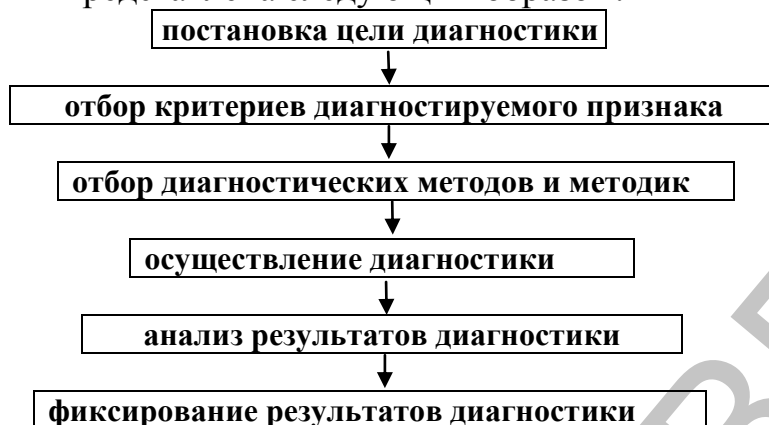 постановка цели диагностики
отбор критериев диагностируемого признака
отбор диагностических методов и методик
осуществление диагностики
анализ результатов диагностики
фиксирование результатов диагностики